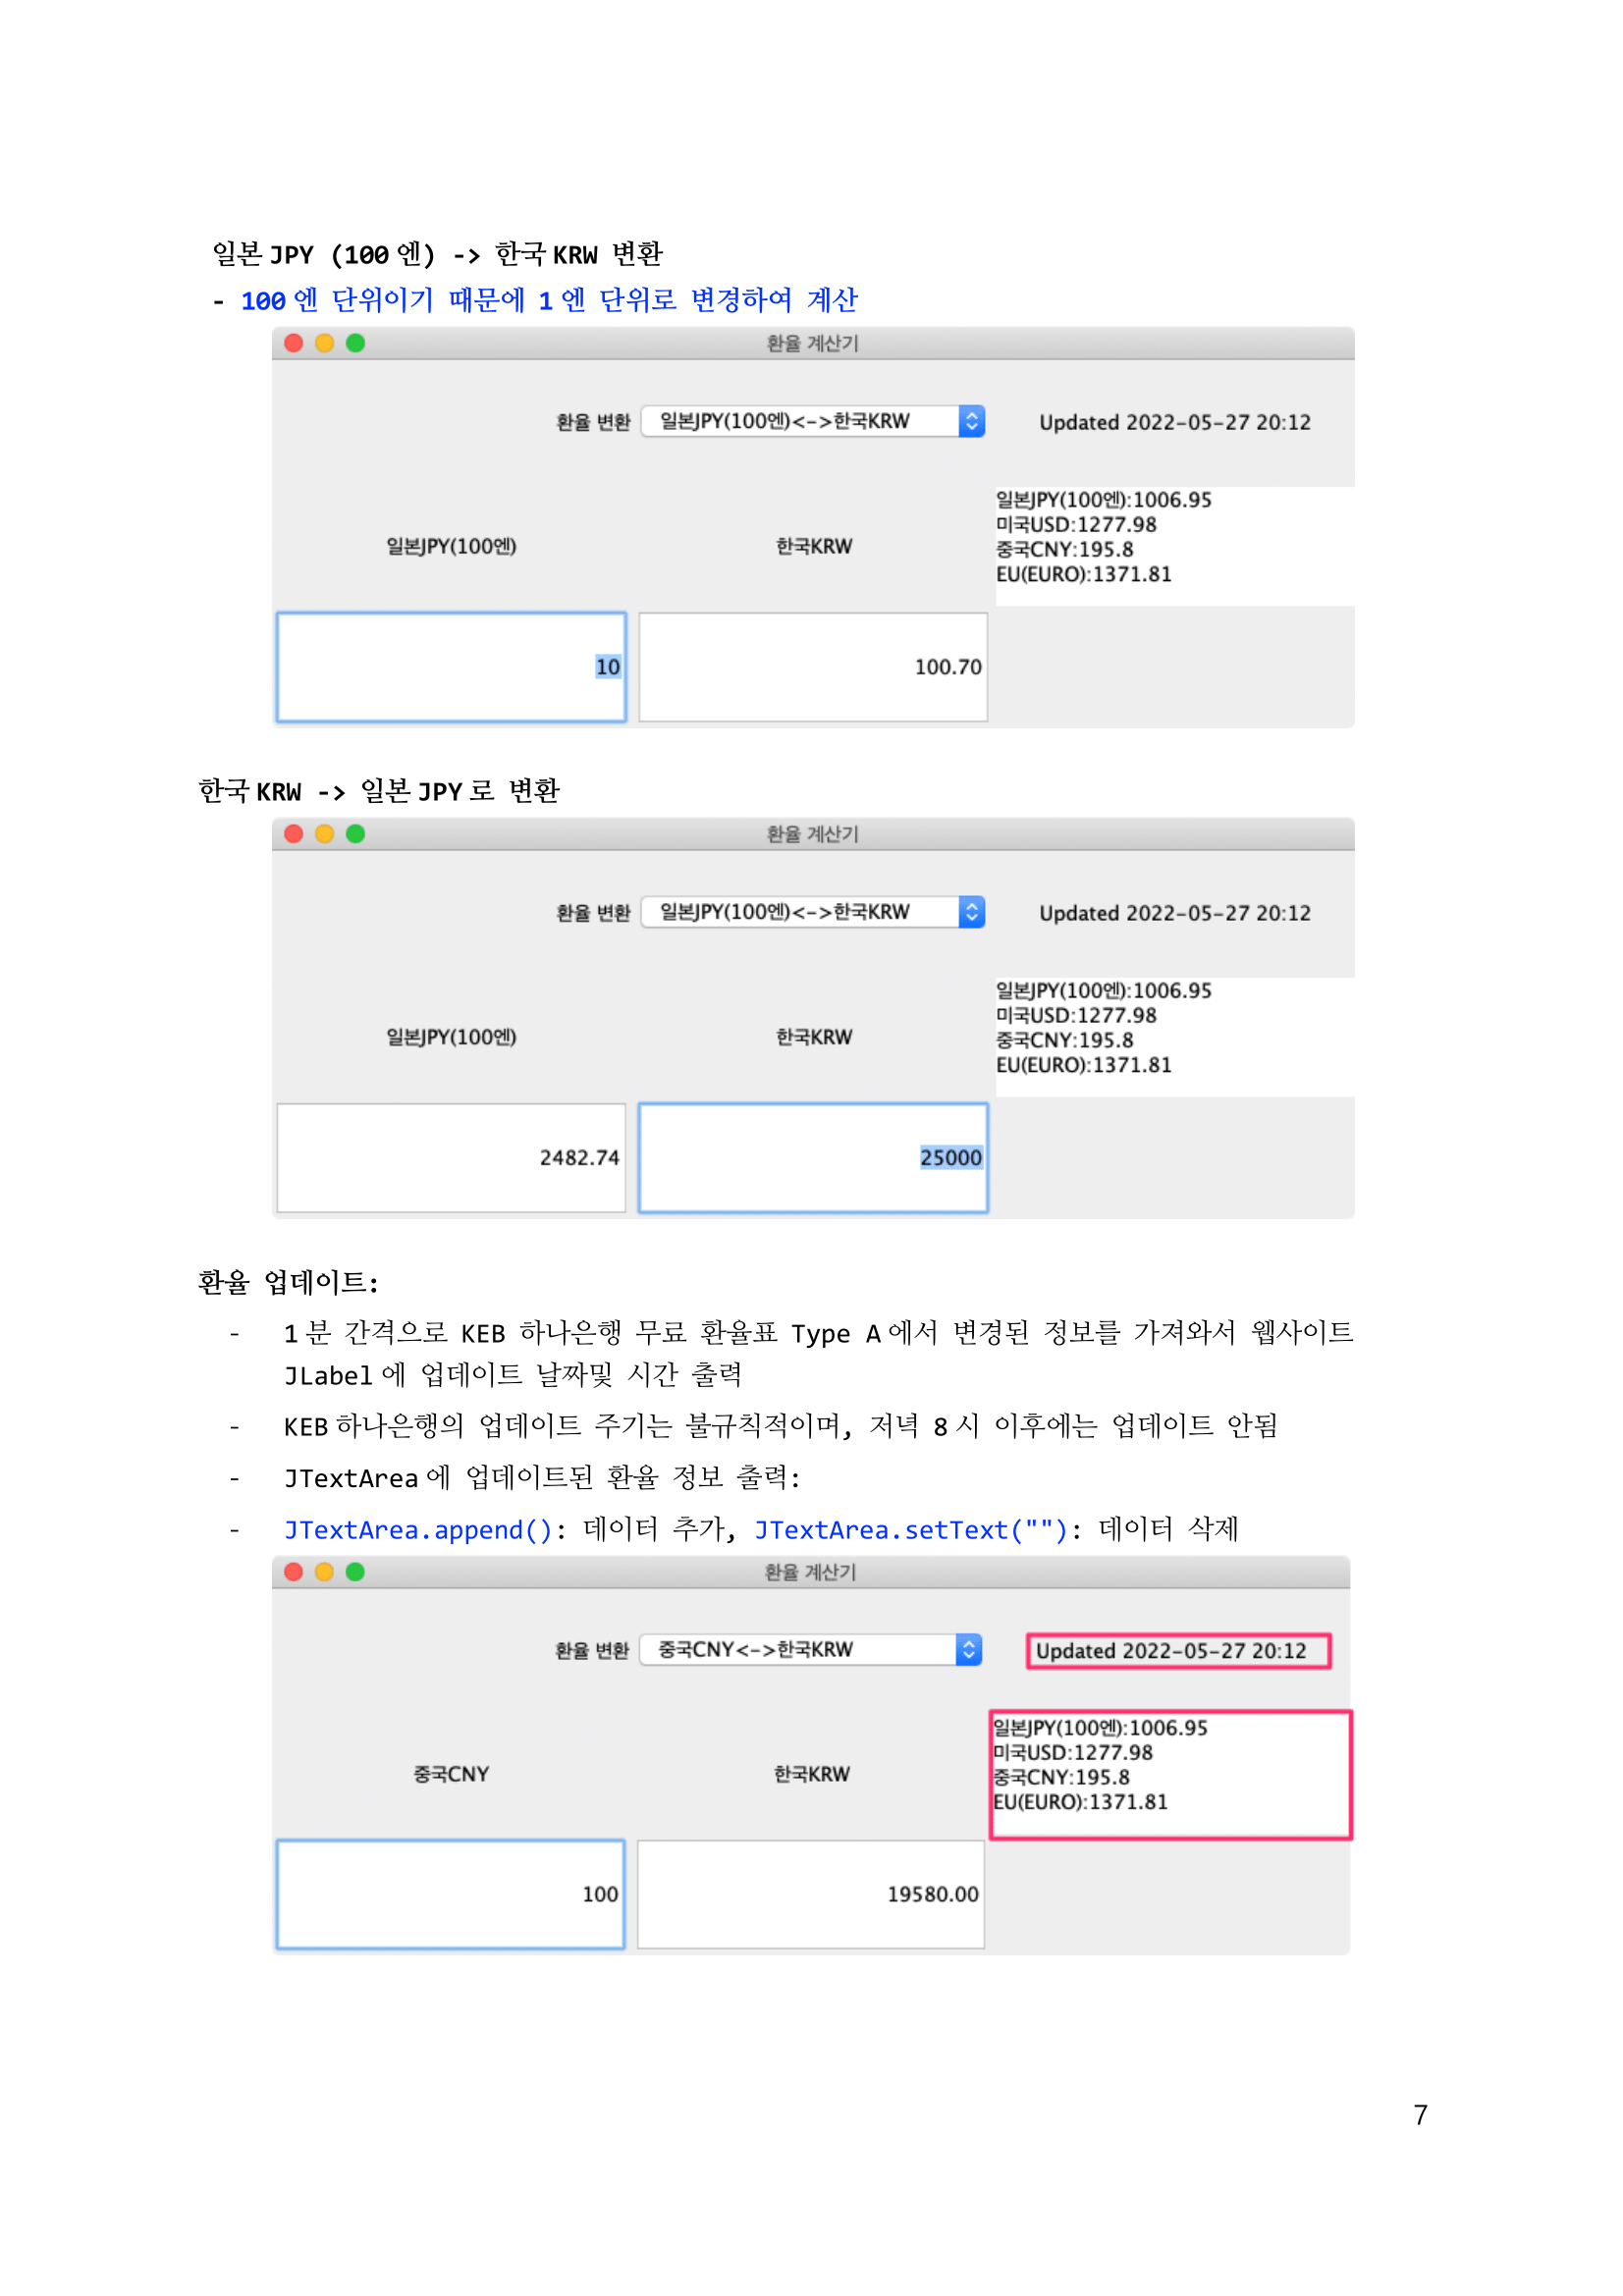 일본 JPY (100 엔) -> 한국 KRW 변환
- 100 엔 단위이기 때문에 1 엔 단위로 변경하여 계산
환율 계산기
환율 변환 일본JPY(100엔)<->한국KRW Updated 2022-05-27 20:12
일본JPY(100엔):1006.95
미국USD:1277.98
일본JPY(100엔) 한국KRW
중국CNY:195.8
EU(EURO):1371.81
10 100.70
한국 KRW -> 일본 JPY 로 변환
환율 계산기
환율 변환 일본JPY(100엔)<->한국KRW Updated 2022-05-27 20:12
일본JPY(100엔):1006.95
미국USD:1277.98
일본JPY(100엔) 한국KRW
중국CNY:195.8
EU(EURO):1371.81
2482.74 25000
환율 업데이트:
- 1 분 간격으로 KEB 하나은행 무료 환율표 Type A 에서 변경된 정보를 가져와서 웹사이트
JLabel 에 업데이트 날짜및 시간 출력
- KEB 하나은행의 업데이트 주기는 불규칙적이며, 저녁 8 시 이후에는 업데이트 안됨
- JTextArea 에 업데이트된 환율 정보 출력:
- JTextArea.append(): 데이터 추가, JTextArea.setText(""): 데이터 삭제
환율 계산기
환율 변환 중국CNY<->한국KRW Updated 2022-05-27 20:12
일본JPY(100엔):1006.95
미국USD:1277.98
중국CNY 한국KRW
중국CNY:195.8
EU(EURO):1371.81
100 19580.00
7